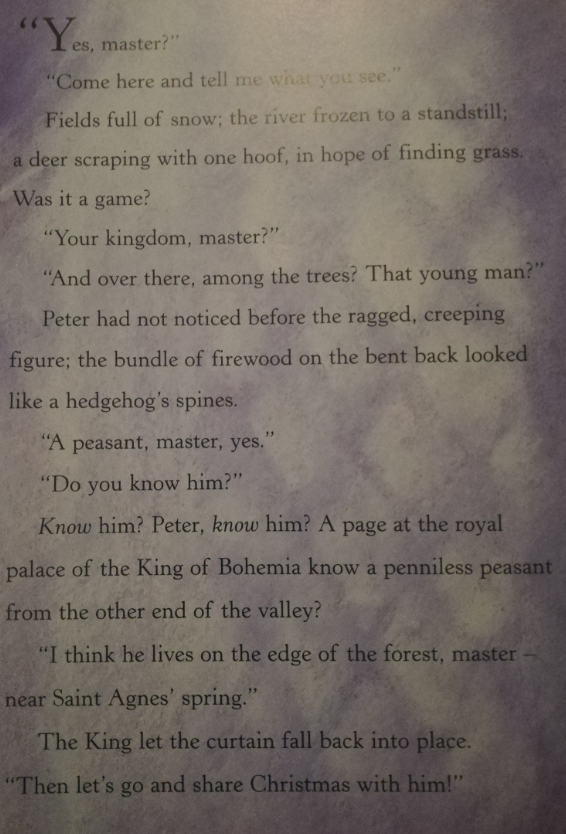 “Yes, master?”
“Come here and tell me what you see.”
Fields full of snow; the river frozen to a standstill;
a deer scraping with one hoof, in hope of finding grass.
Was it a game?
“Your kingdom, master?”
“And over there, among the trees? That young man?”
Peter had not noticed before the ragged, creeping
figure; the bundle of firewood on the bent back looked
like a hedgehog’s spines.
“A peasant, master, yes.”
“Do you know him?”
Know him? Peter, know him? A page at the royal
palace of the King of Bohemia know a penniless peasant
from the other end of the valley?
“I think he lives on the edge of the forest, master –
near Saint Agnes’ spring.”
The King let the curtain fall back into place.
“Then let’s go and share Christmas with him!”